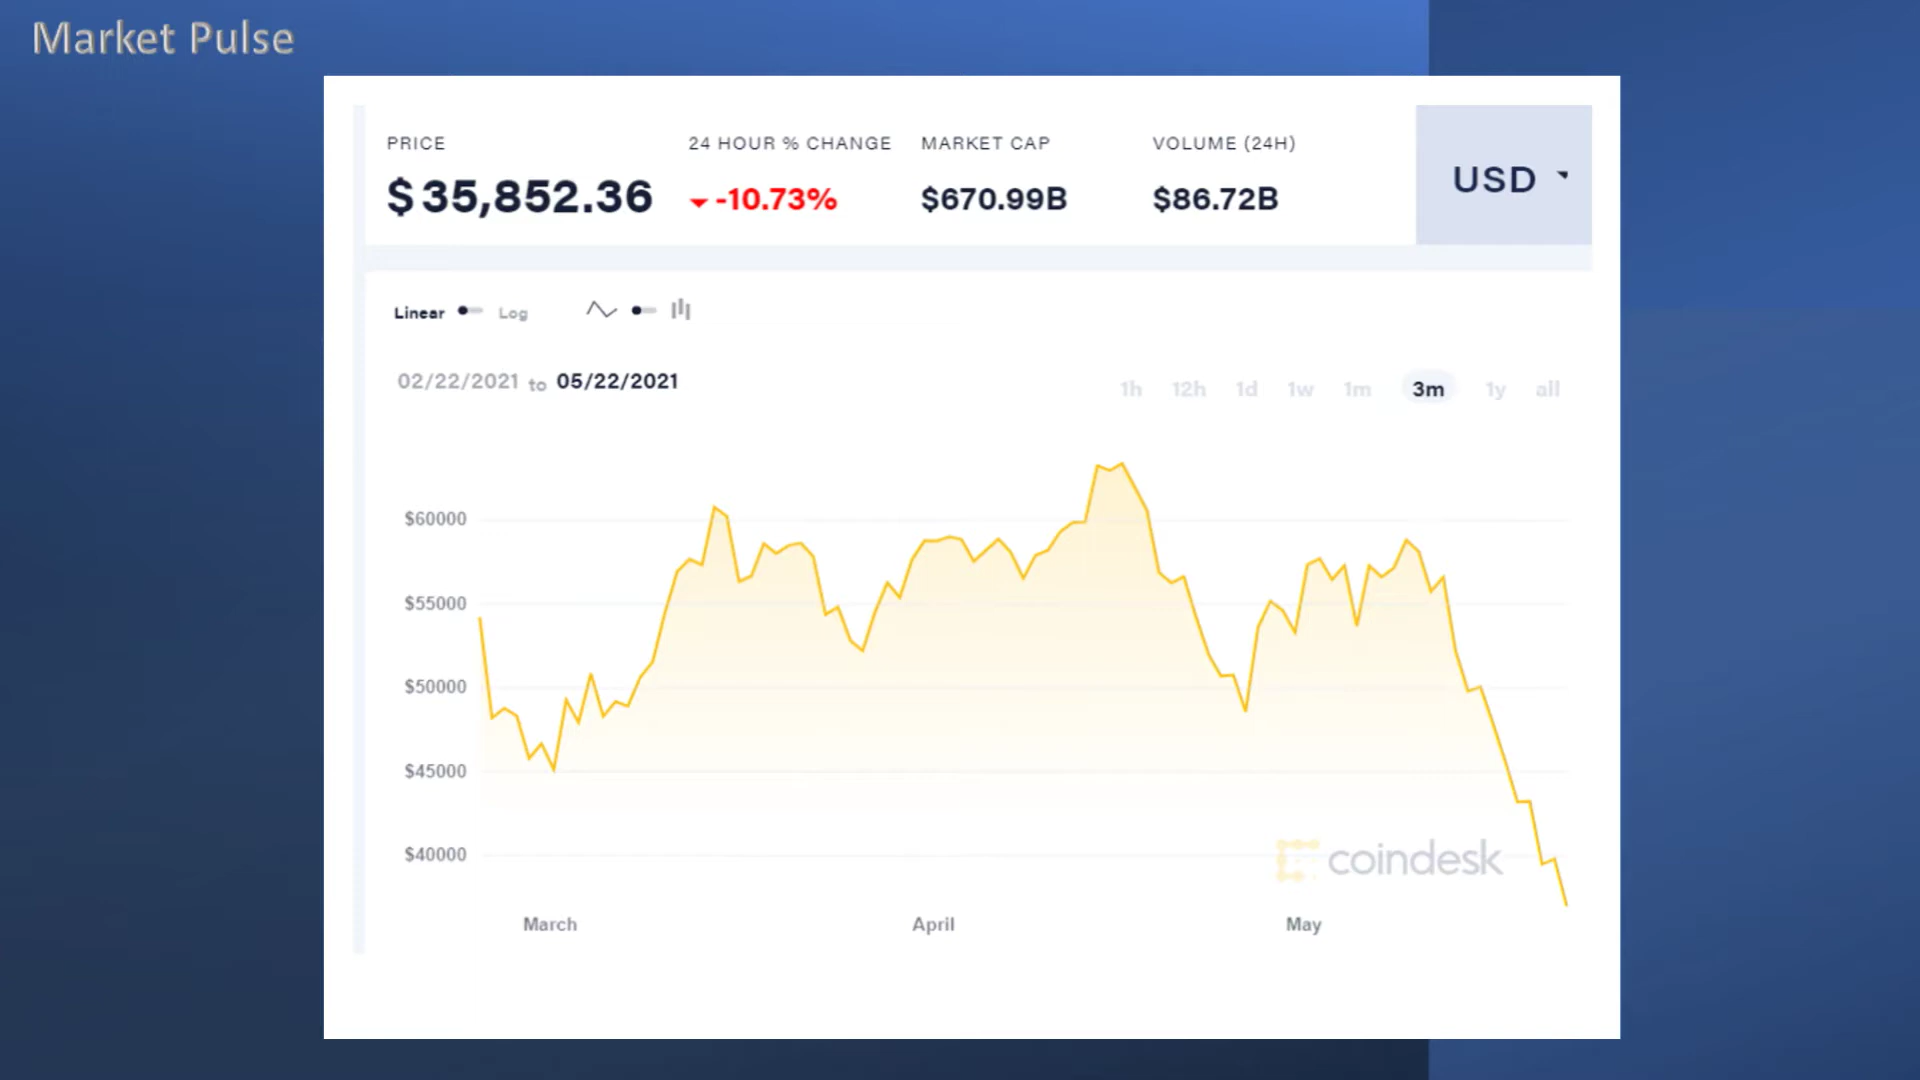 Market Pulse
PRICE 24 HOUR % CHANGE MARKET CAP VOLUME (24H)
$35,852.36 -10.73% $670.99B $86.72B USD
Linear Log
02/22/2021 to 05/22/2021 1h 12h 1d 1w 1m 3m 1y all
$60000
$55000
$50000
$45000
$40000
coindesk
March April May